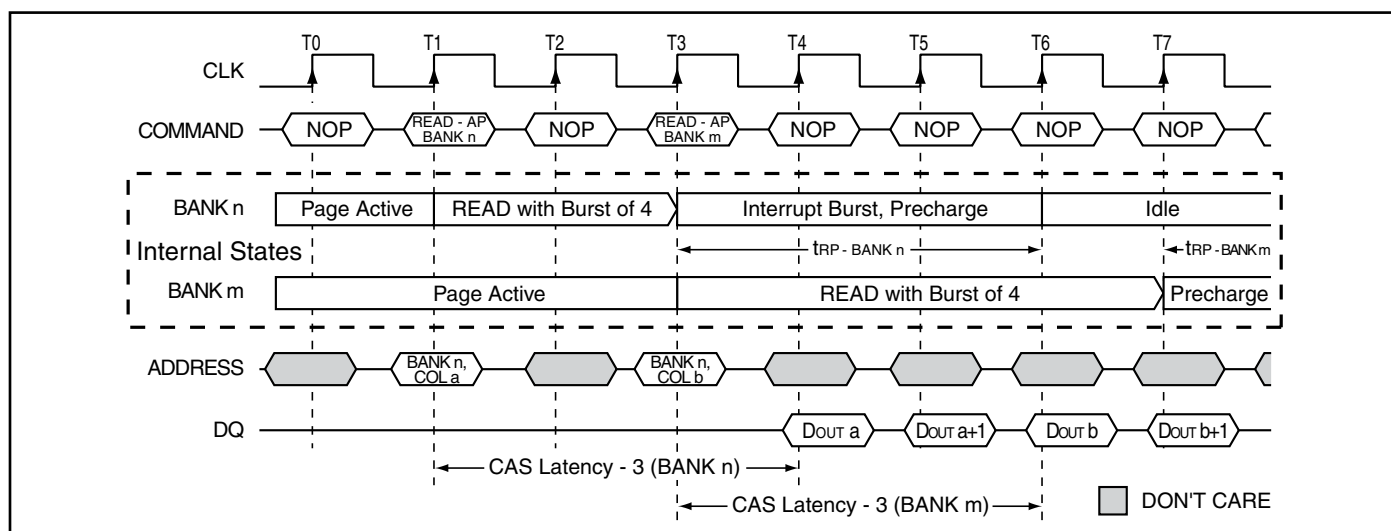 T0 T1 T2 T3 T4 T5 T6 T7
CLK
COMMAND NOP READ - AP BANK n NOP READ - AP BANK m NOP NOP NOP NOP
BANK n Page Active READ with Burst of 4 Interrupt Burst, Precharge Idle
Internal States tRP - BANK n tRP - BANK m
BANK m Page Active READ with Burst of 4 Precharge
ADDRESS BANK n, COL a BANK n, COL b
DQ DOUT a DOUT a+1 DOUT b DOUT b+1
CAS Latency - 3 (BANK n)
CAS Latency - 3 (BANK m) DON'T CARE